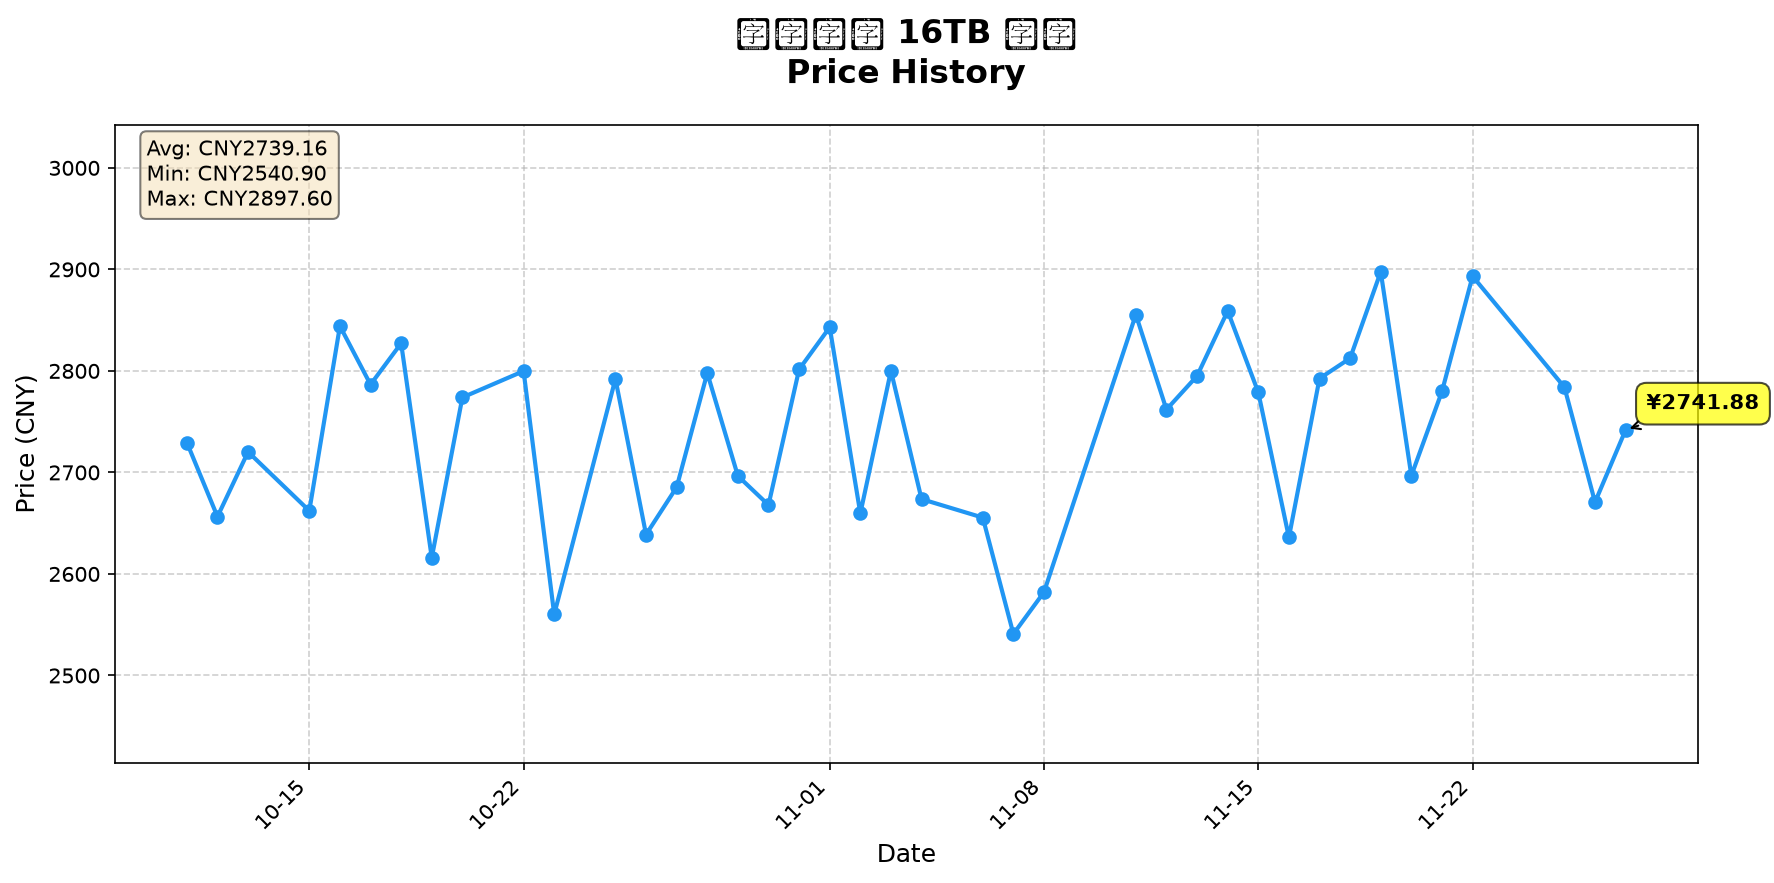 16TB
Price History
Avg: CNY2739.16
Min: CNY2540.90
Max: CNY2897.60
3000
2900
2800
2700
2600
2500
Price (CNY)
¥2741.88
10-15
10-22
11-01
11-08
11-15
11-22
Date